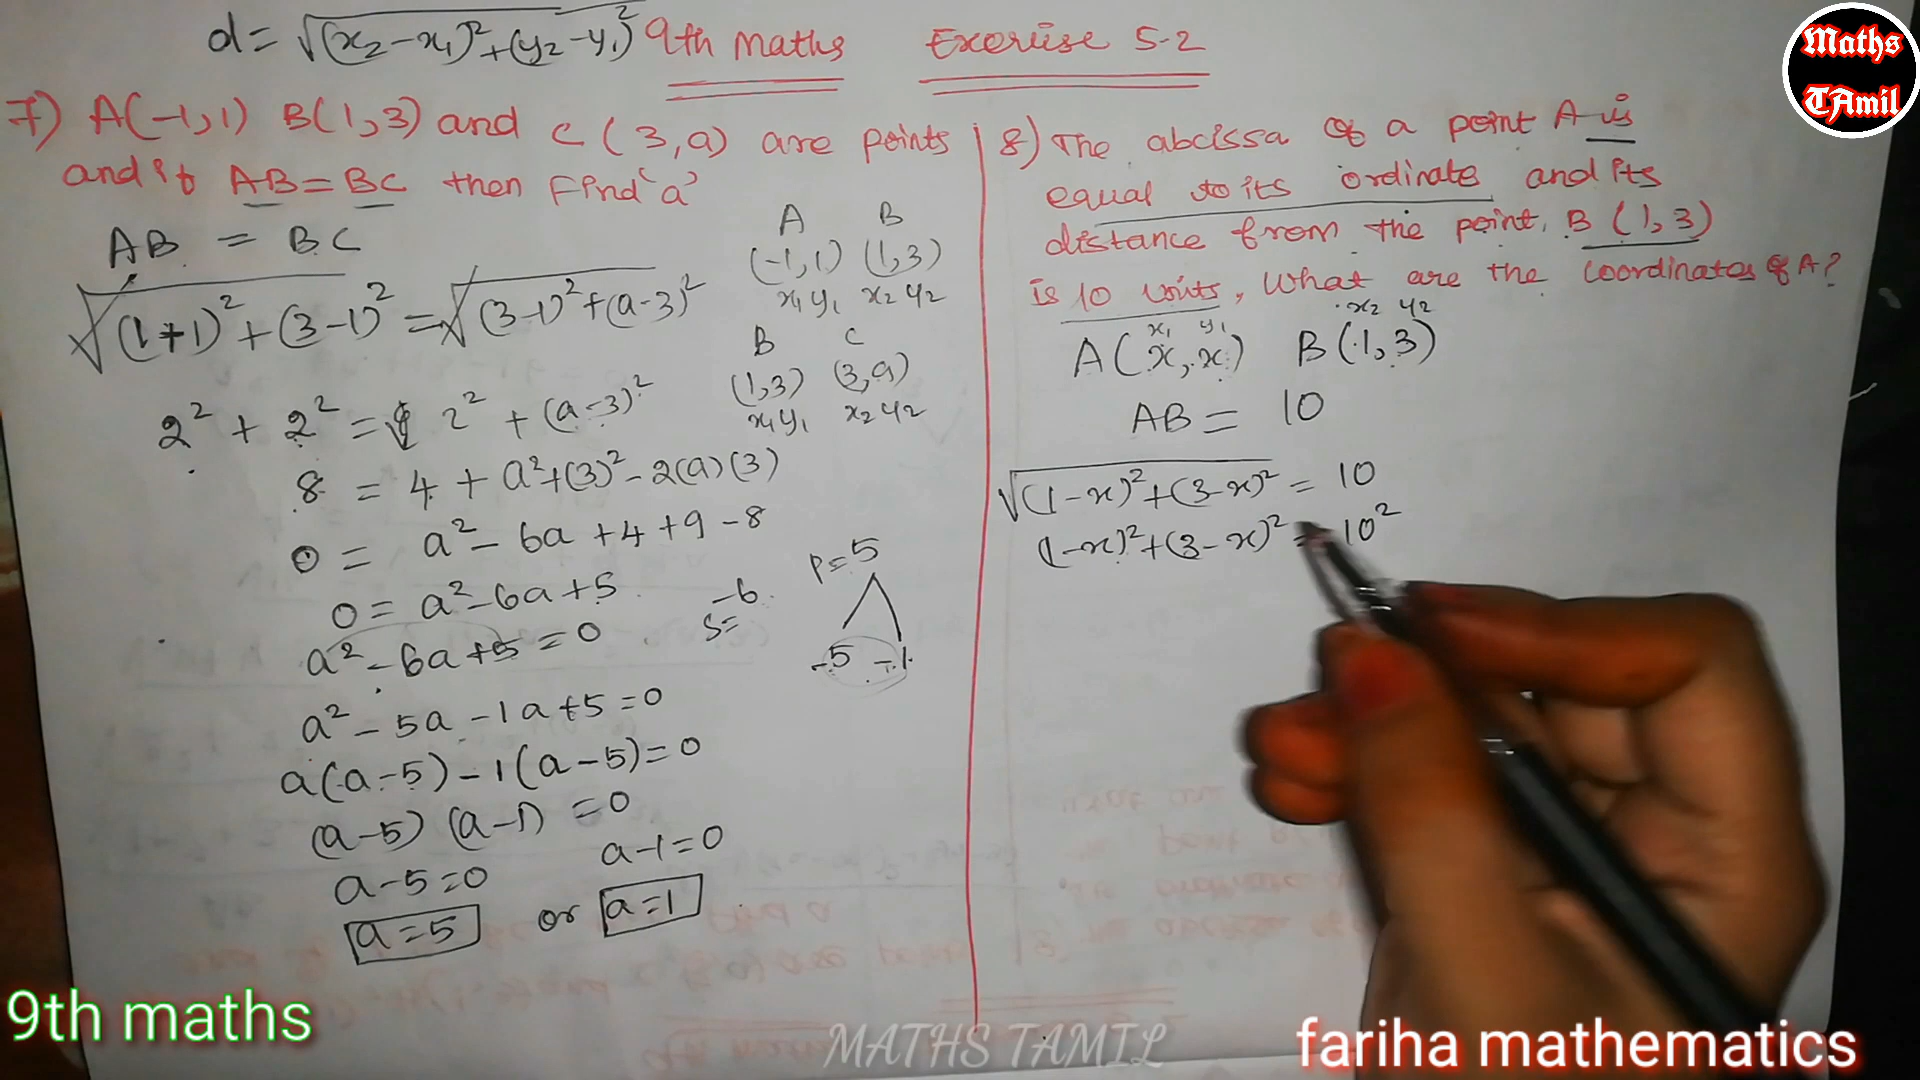 d = √(x₂-x₁)²+(y₂-y₁)² 9th Maths Exercise 5.2
Maths
TAmil
7) A(-1,1) B(1,3) and C (3,a) are points
and if AB=BC then Find 'a'
AB = BC
A B
(-1,1) (1,3)
x₁ y₁ x₂ y₂
√(1+1)²+(3-1)² = √(3-1)²+(a-3)²
B C
(1,3) (3,a)
x₁ y₁ x₂ y₂
2² + 2² = 2² + (a-3)²
8 = 4 + a²+(3)²-2(a)(3)
0 = a²-6a+4+9-8
0 = a²-6a+5
-6
S=
P=5
-5 -1
a²-6a+5=0
a²-5a-1a+5=0
a(a-5)-1(a-5)=0
(a-5) (a-1) =0
a-5=0 a-1=0
a=5 or a=1
8) The abcissa of a point A is
equal to its ordinate and its
distance from the point, B (1,3)
is 10 units, What are the coordinates of A?
x₁ y₁ x₂ y₂
A(x,x) B(1,3)
AB = 10
√(1-x)²+(3-x)² = 10
(1-x)²+(3-x)² = 10²
9th maths
MATHS TAMIL
fariha mathematics